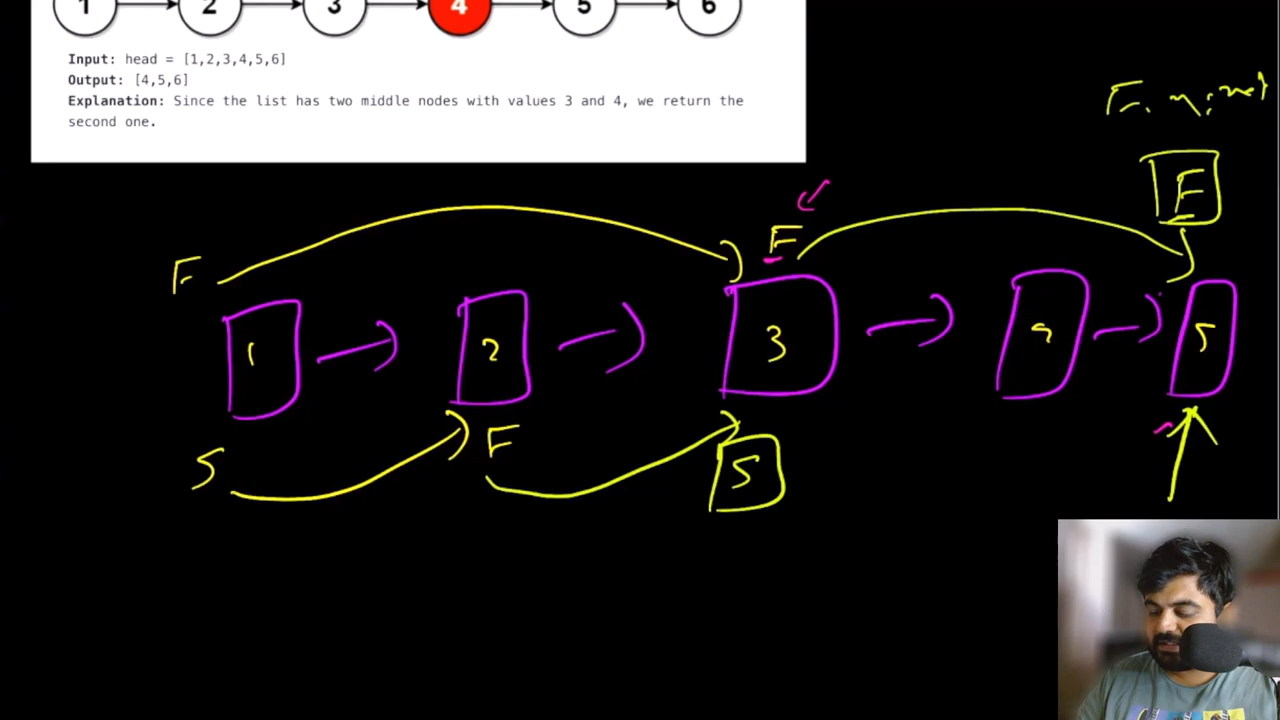 1 2 3 4 5 6
Input: head = [1,2,3,4,5,6]
Output: [4,5,6]
Explanation: Since the list has two middle nodes with values 3 and 4, we return the
second one.
F
F F
1 2 3 9 5
S F S